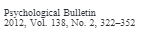 Psychological Bulletin
2012, Vol. 138, No. 2, 322–352